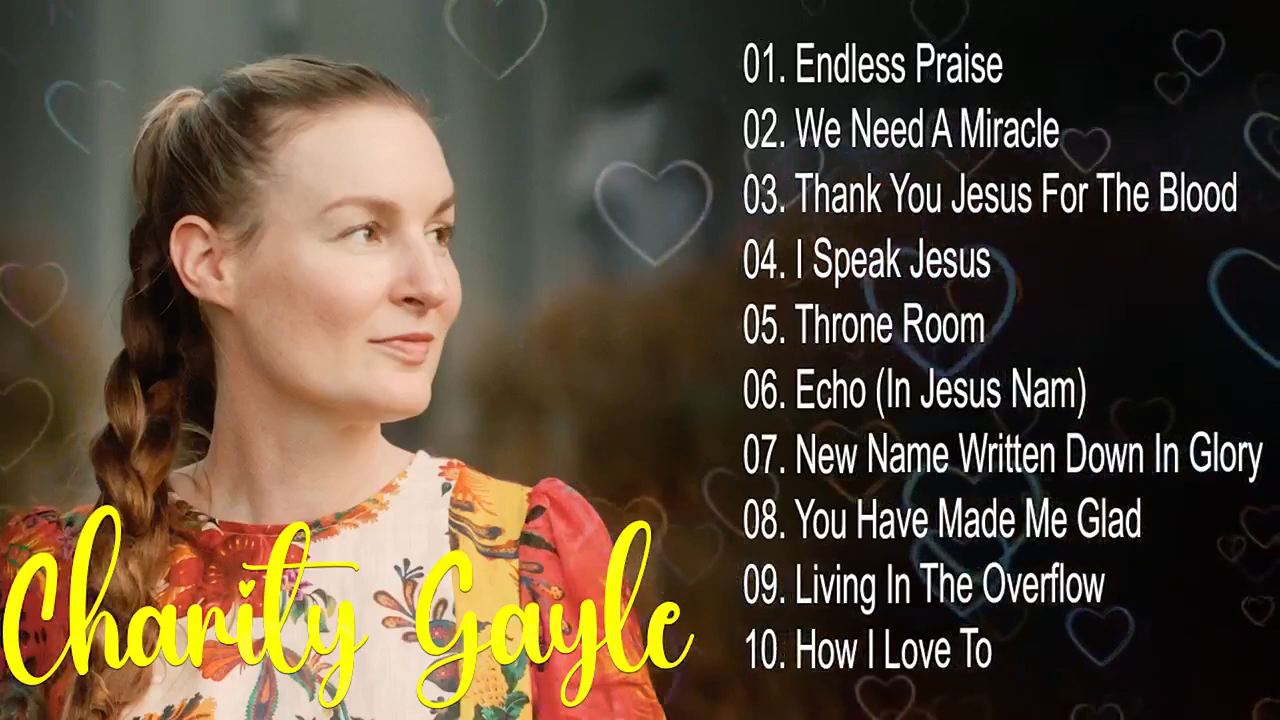 01. Endless Praise
02. We Need A Miracle
03. Thank You Jesus For The Blood
04. I Speak Jesus
05. Throne Room
06. Echo (In Jesus Nam)
07. New Name Written Down In Glory
08. You Have Made Me Glad
09. Living In The Overflow
10. How I Love To
Charity Gayle